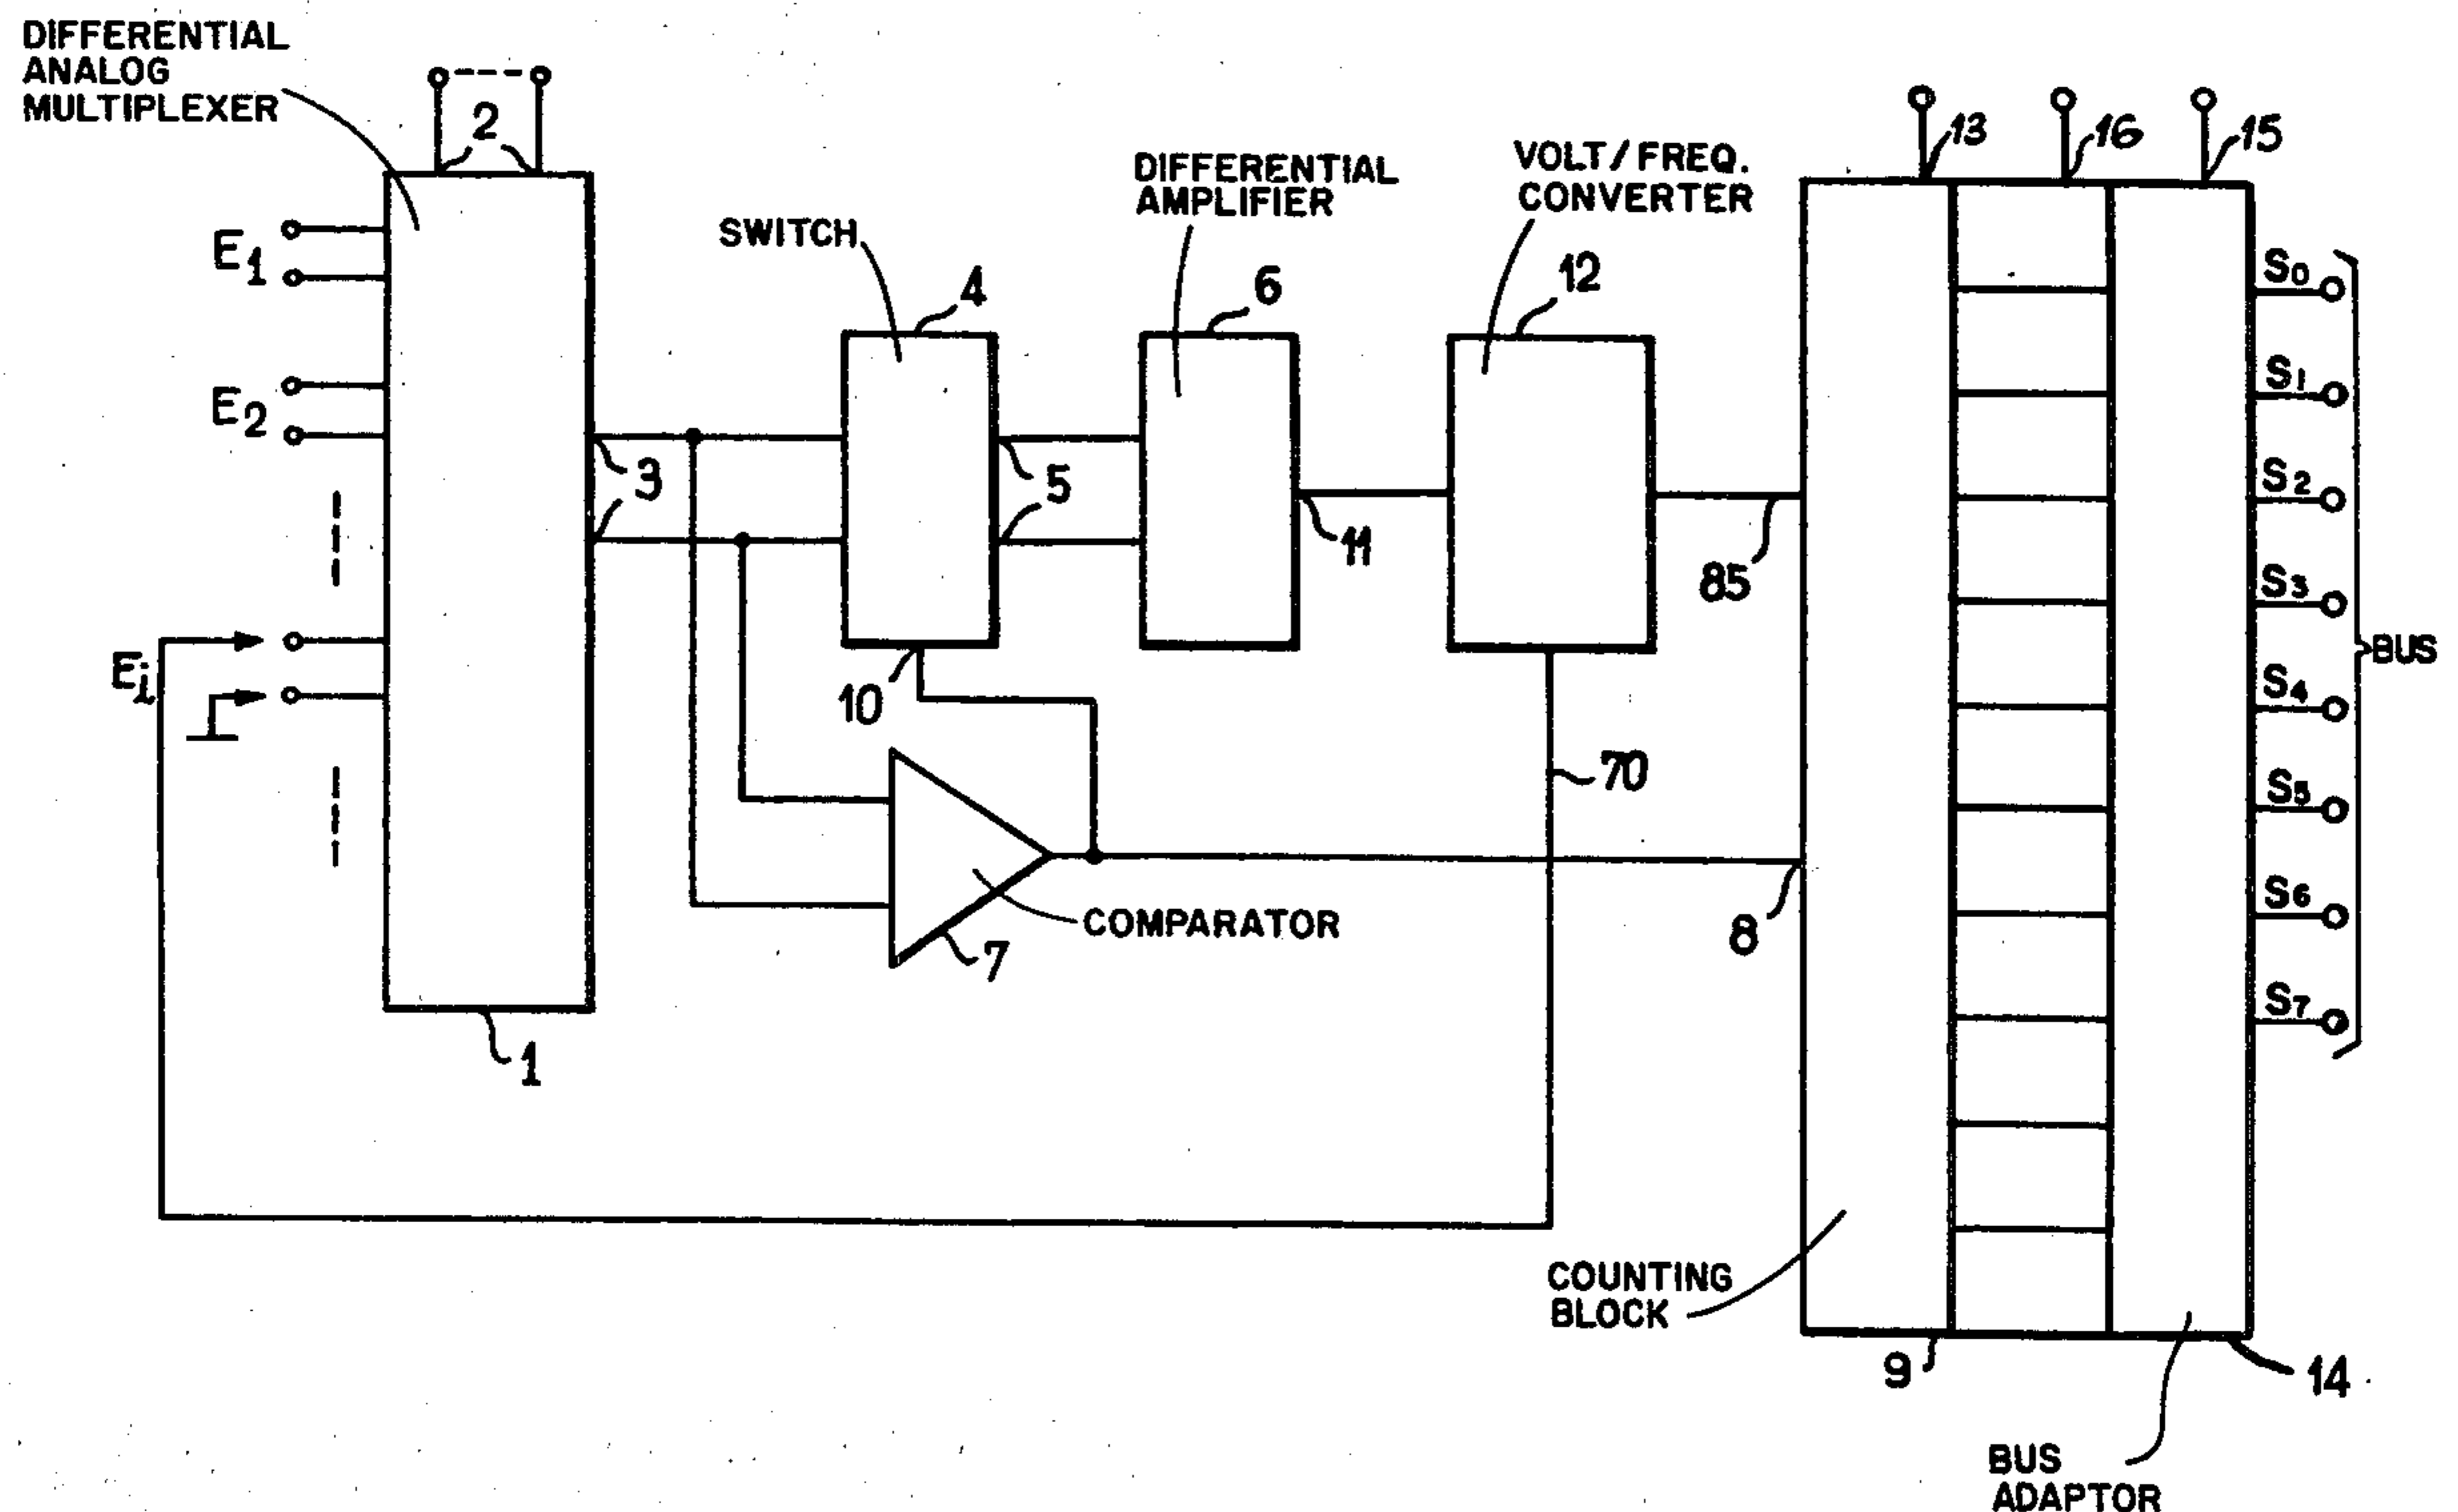 DIFFERENTIAL
ANALOG
MULTIPLEXER
2
13
16
15
E1
E2
Ei
3
SWITCH
4
5
10
DIFFERENTIAL
AMPLIFIER
6
11
VOLT/FREQ.
CONVERTER
12
85
70
COMPARATOR
7
8
1
S0
S1
S2
S3
S4
S5
S6
S7
BUS
COUNTING
BLOCK
9
14
BUS
ADAPTOR